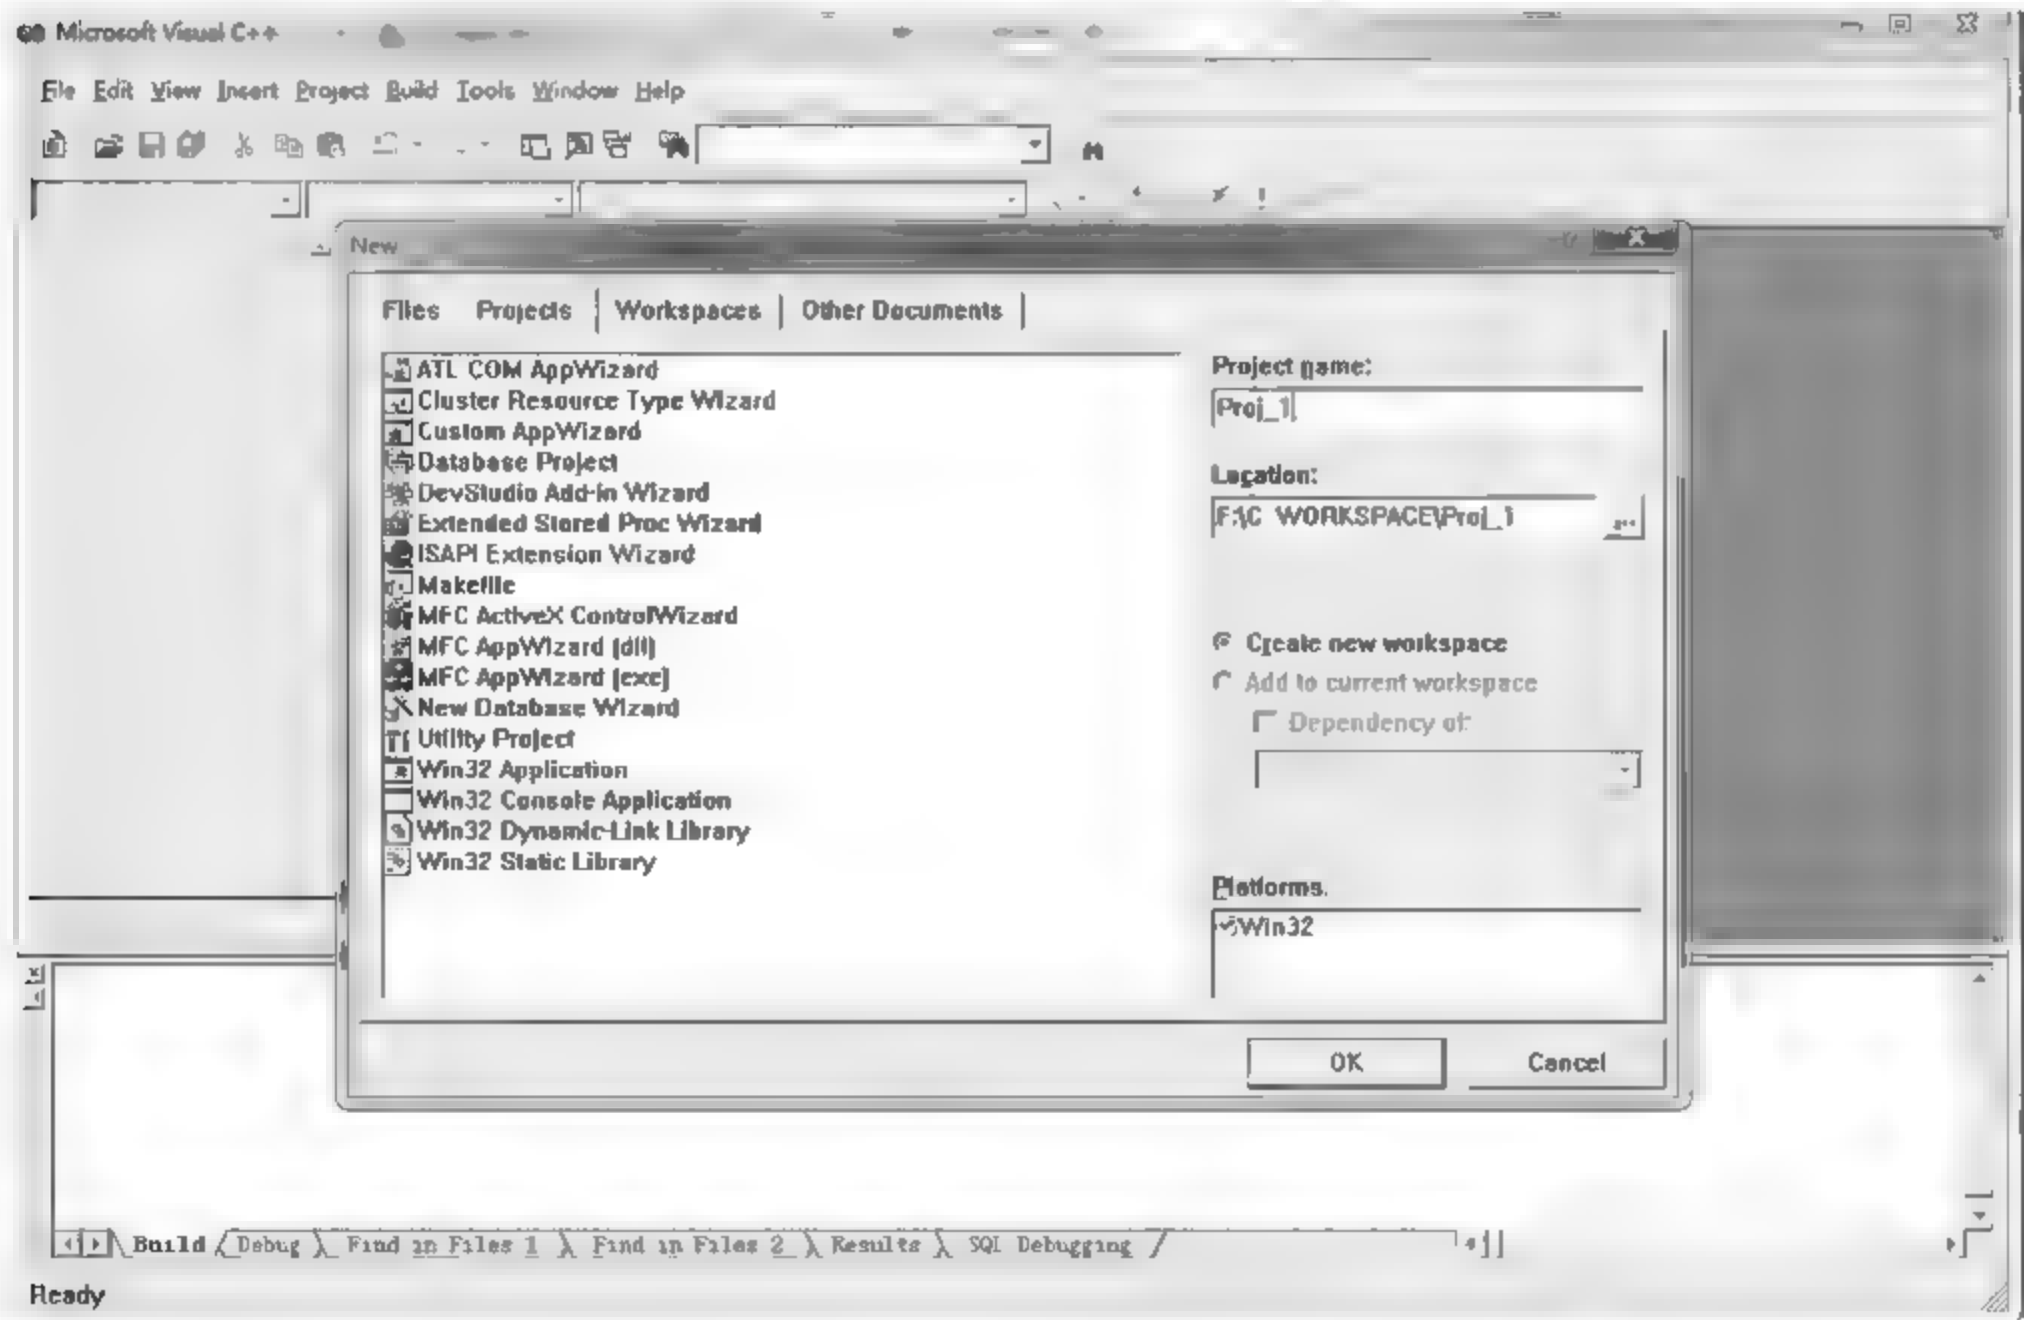 Microsoft Visual C++
File Edit View Insert Project Build Tools Window Help
New
Files Projects Workspaces Other Documents
ATL COM AppWizard
Cluster Resource Type Wizard
Custom AppWizard
Database Project
DevStudio Add-in Wizard
Extended Stored Proc Wizard
ISAPI Extension Wizard
Makefile
MFC ActiveX ControlWizard
MFC AppWizard (dll)
MFC AppWizard (exe)
New Database Wizard
Utility Project
Win32 Application
Win32 Console Application
Win32 Dynamic-Link Library
Win32 Static Library
Project name:
Proj_1
Location:
F:\C WORKSPACE\Proj_1
...
Create new workspace
Add to current workspace
Dependency of:
Platforms:
Win32
OK Cancel
Build Debug Find in Files 1 Find in Files 2 Results SQL Debugging
Ready